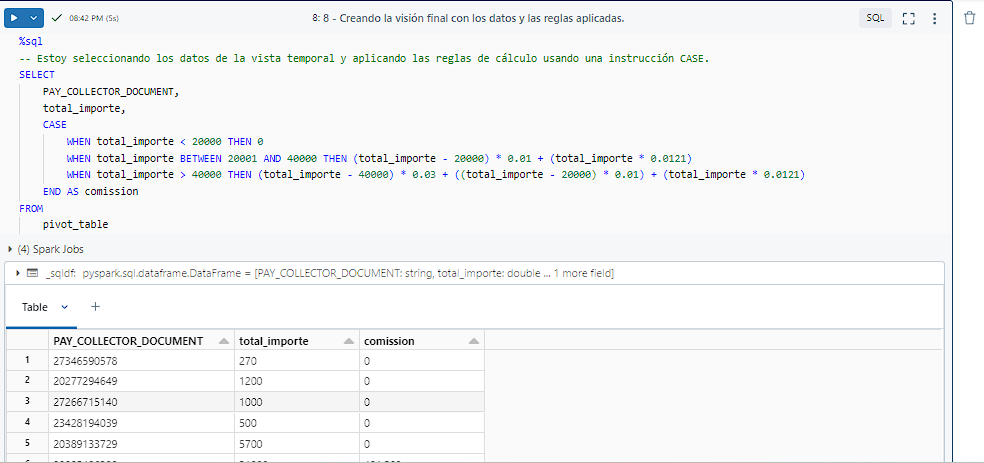 08:42 PM (5s)
8: 8 - Creando la visión final con los datos y las reglas aplicadas.
SQL
%sql
-- Estoy seleccionando los datos de la vista temporal y aplicando las reglas de cálculo usando una instrucción CASE.
SELECT
PAY_COLLECTOR_DOCUMENT,
total_importe,
CASE
WHEN total_importe < 20000 THEN 0
WHEN total_importe BETWEEN 20001 AND 40000 THEN (total_importe - 20000) * 0.01 + (total_importe * 0.0121)
WHEN total_importe > 40000 THEN (total_importe - 40000) * 0.03 + ((total_importe - 20000) * 0.01) + (total_importe * 0.0121)
END AS comission
FROM
pivot_table
(4) Spark Jobs
_sqldf: pyspark.sql.dataframe.DataFrame = [PAY_COLLECTOR_DOCUMENT: string, total_importe: double ... 1 more field]
Table +
PAY_COLLECTOR_DOCUMENT total_importe comission
1 27346590578 270 0
2 20277294649 1200 0
3 27266715140 1000 0
4 23428194039 500 0
5 20389133729 5700 0